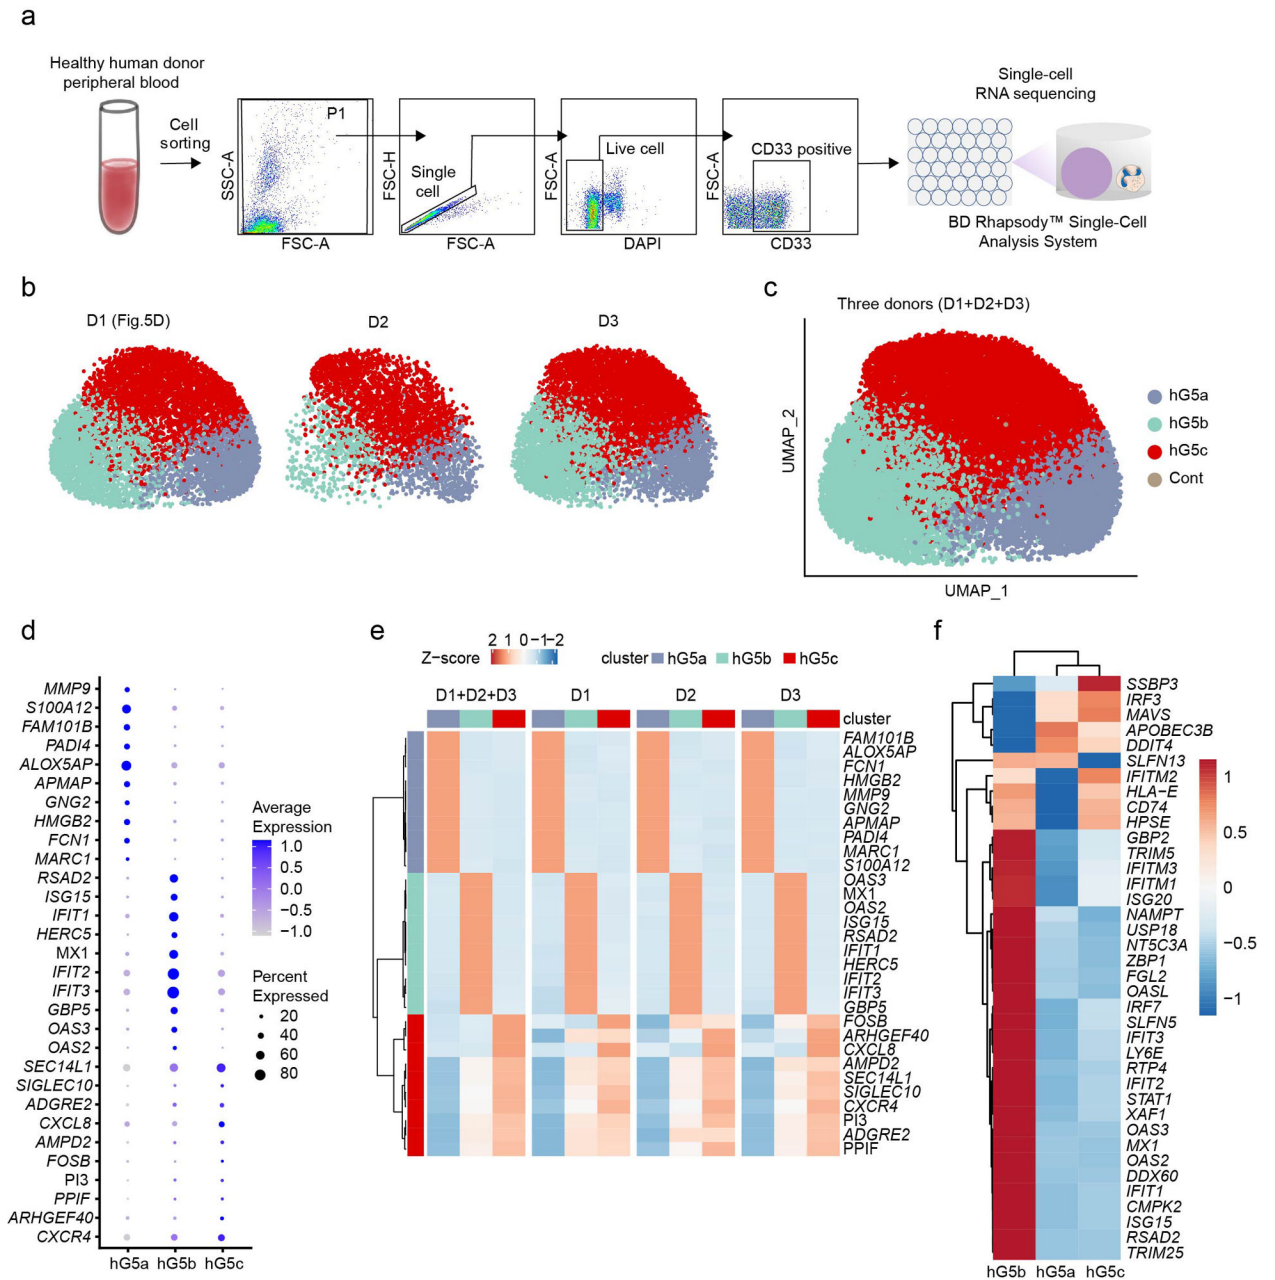 a
Healthy human donor
peripheral blood
Cell
sorting
P1
SSC-A
FSC-A
Single
cell
FSC-H
FSC-A
Live cell
FSC-A
DAPI
CD33 positive
FSC-A
CD33
Single-cell
RNA sequencing
BD Rhapsody™ Single-Cell
Analysis System
b
D1 (Fig.5D)
D2
D3
c
Three donors (D1+D2+D3)
UMAP_2
UMAP_1
hG5a
hG5b
hG5c
Cont
d
MMP9
S100A12
FAM101B
PADI4
ALOX5AP
APMAP
GNG2
HMGB2
FCN1
MARC1
RSAD2
ISG15
IFIT1
HERC5
MX1
IFIT2
IFIT3
GBP5
OAS3
OAS2
SEC14L1
SIGLEC10
ADGRE2
CXCL8
AMPD2
FOSB
PI3
PPIF
ARHGEF40
CXCR4
hG5a hG5b hG5c
Average
Expression
1.0
0.5
0.0
−0.5
−1.0
Percent
Expressed
20
40
60
80
e
Z−score
2 1 0 −1 −2
cluster hG5a hG5b hG5c
D1+D2+D3 D1 D2 D3
cluster
FAM101B
ALOX5AP
FCN1
HMGB2
MMP9
GNG2
APMAP
PADI4
MARC1
S100A12
OAS3
MX1
OAS2
ISG15
RSAD2
IFIT1
HERC5
IFIT2
IFIT3
GBP5
FOSB
ARHGEF40
CXCL8
AMPD2
SEC14L1
SIGLEC10
CXCR4
PI3
ADGRE2
PPIF
f
SSBP3
IRF3
MAVS
APOBEC3B
DDIT4
SLFN13
IFITM2
HLA−E
CD74
HPSE
GBP2
TRIM5
IFITM3
IFITM1
ISG20
NAMPT
USP18
NT5C3A
ZBP1
FGL2
OASL
IRF7
SLFN5
IFIT3
LY6E
RTP4
IFIT2
STAT1
XAF1
OAS3
MX1
OAS2
DDX60
IFIT1
CMPK2
ISG15
RSAD2
TRIM25
hG5b hG5a hG5c
1
0.5
0
−0.5
−1